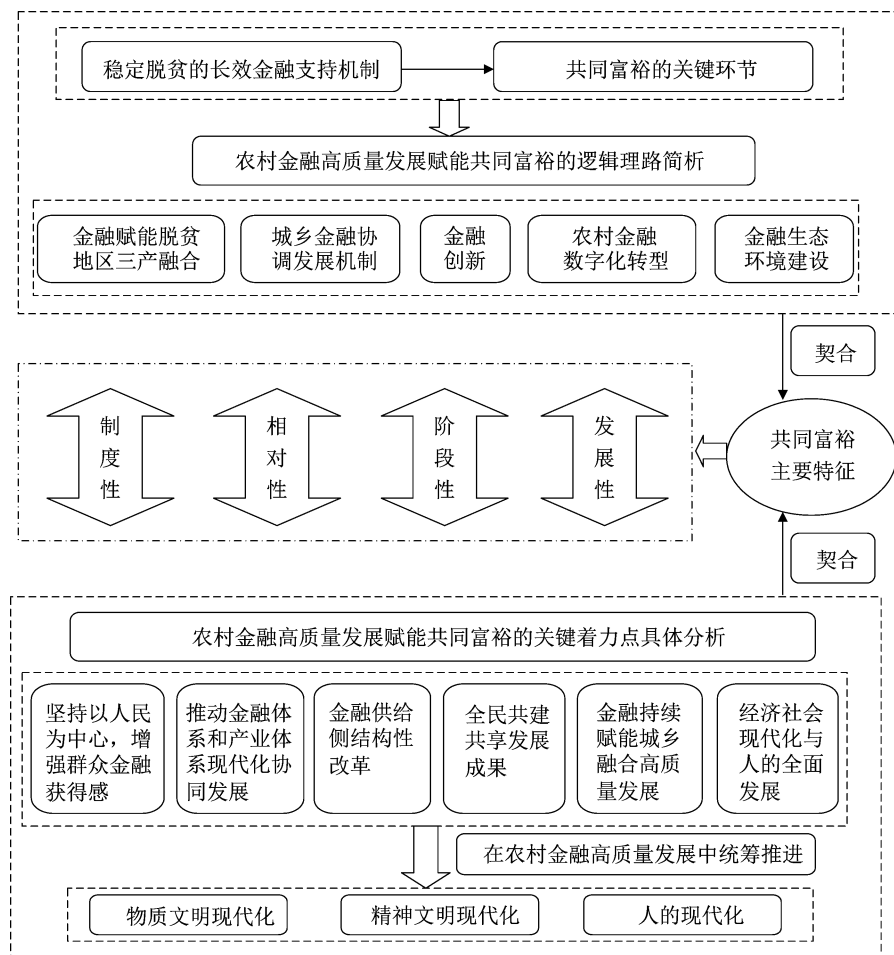 稳定脱贫的长效金融支持机制
共同富裕的关键环节
农村金融高质量发展赋能共同富裕的逻辑理路简析
金融赋能脱贫
地区三产融合
城乡金融协
调发展机制
金融
创新
农村金融
数字化转型
金融生态
环境建设
契合
制度性
相对性
阶段性
发展性
共同富裕
主要特征
契合
农村金融高质量发展赋能共同富裕的关键着力点具体分析
坚持以人民
为中心，增
强群众金融
获得感
推动金融体
系和产业体
系现代化协
同发展
金融供给
侧结构性
改革
全民共建
共享发展
成果
金融持续
赋能城乡
融合高质
量发展
经济社会
现代化与
人的全面
发展
在农村金融高质量发展中统筹推进
物质文明现代化
精神文明现代化
人的现代化